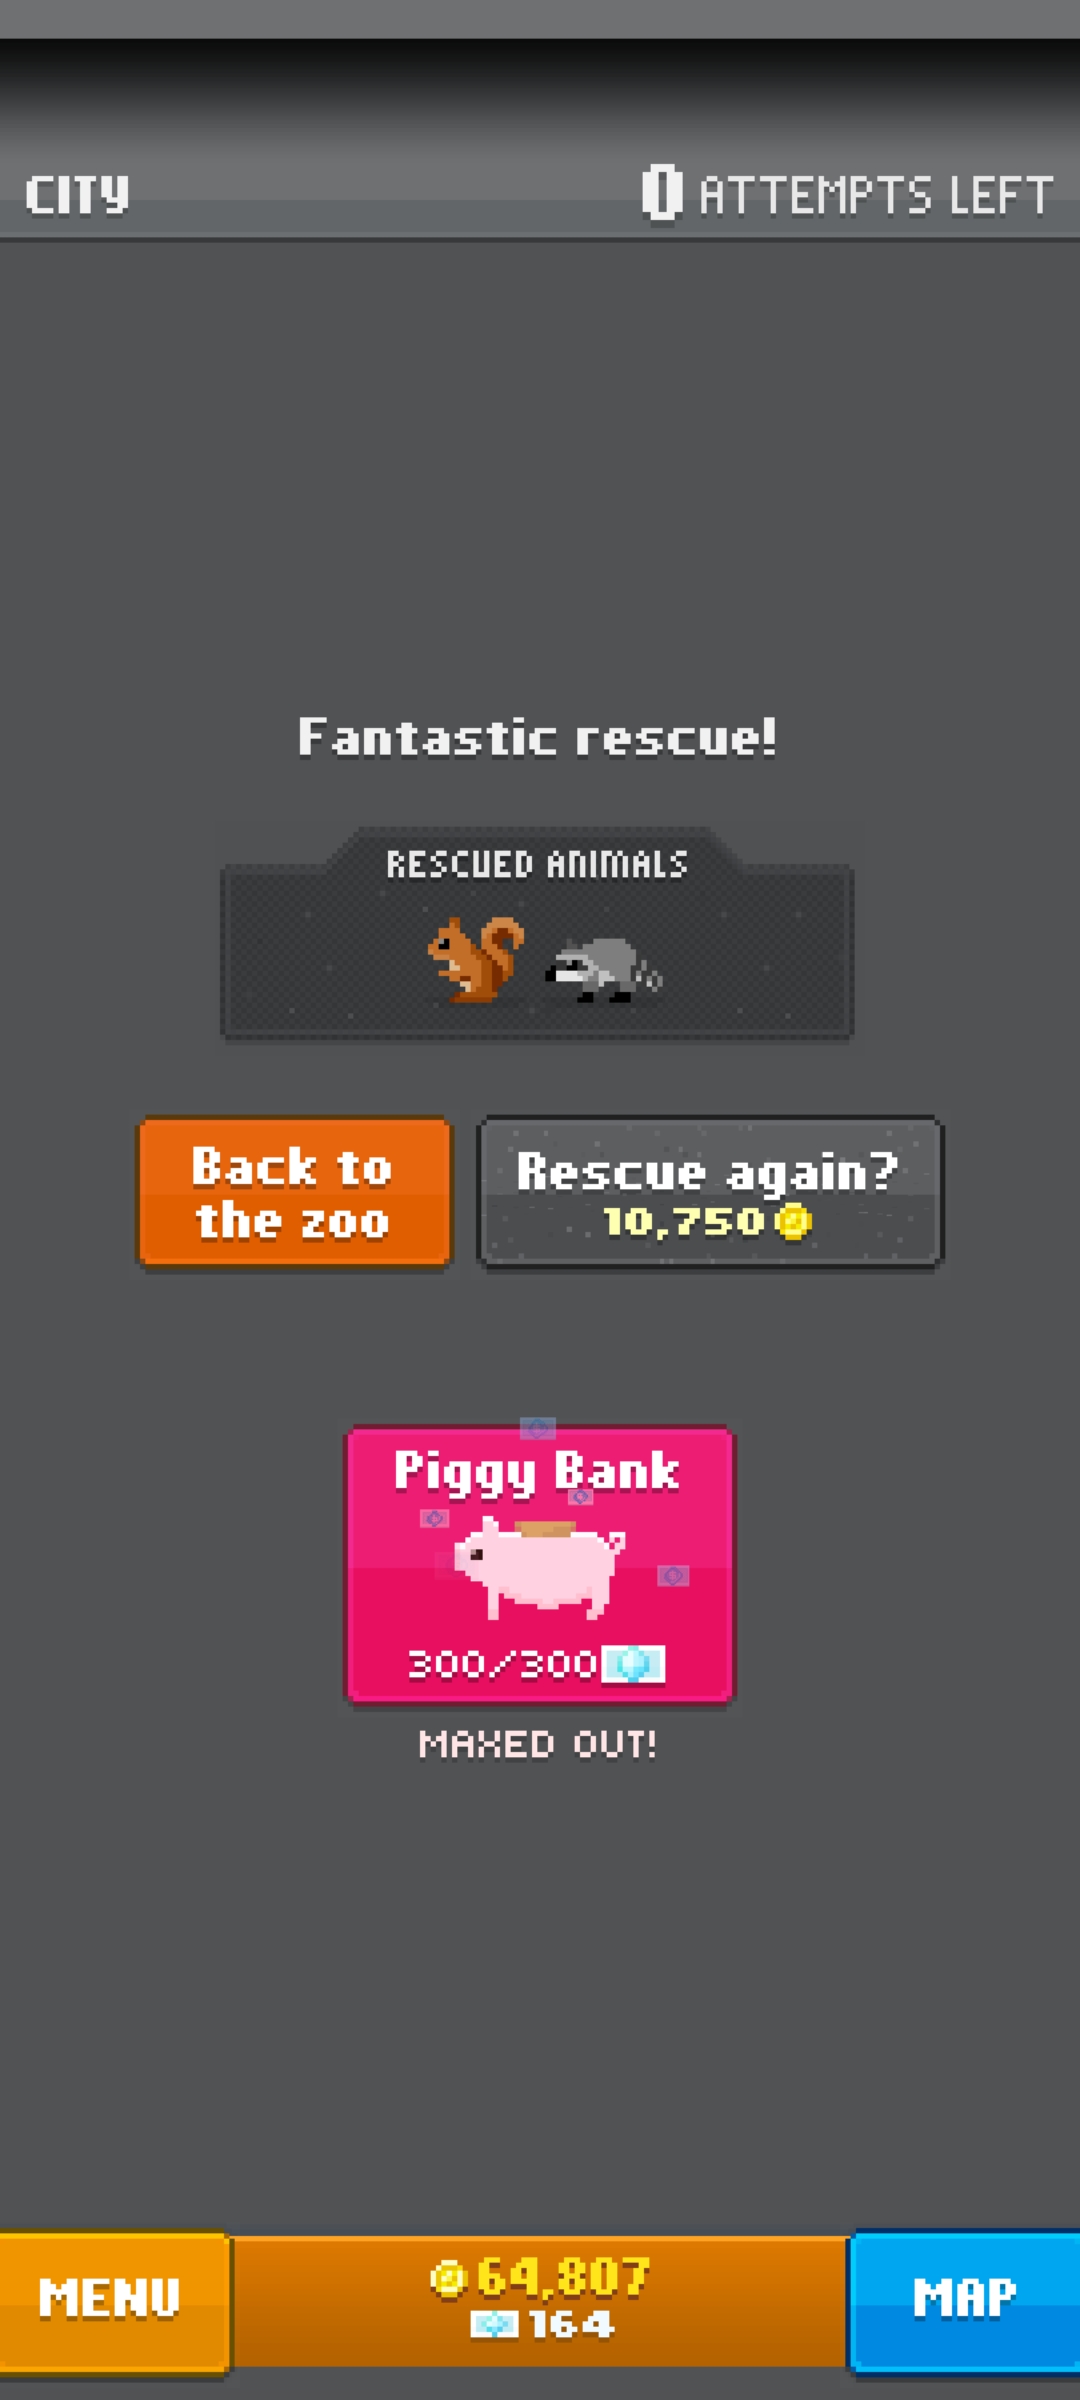 CITY
0 ATTEMPTS LEFT
Fantastic rescue!
RESCUED ANIMALS
Back to
the zoo
Rescue again?
10,750
Piggy Bank
300/300
MAXED OUT!
MENU
64,807
164
MAP